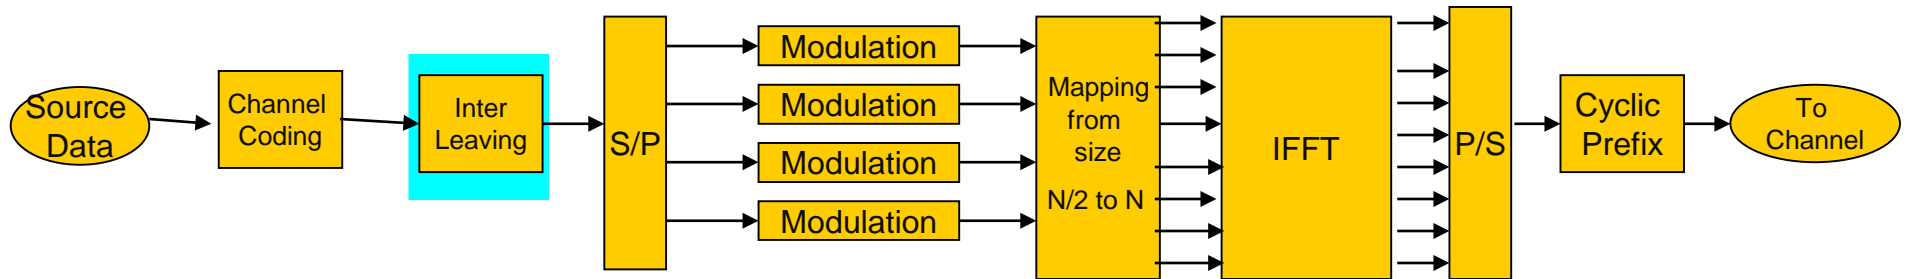 Source
Data
Channel
Coding
Inter
Leaving
S/P
Modulation
Modulation
Modulation
Modulation
Mapping
from
size
N/2 to N
IFFT
P/S
Cyclic
Prefix
To
Channel